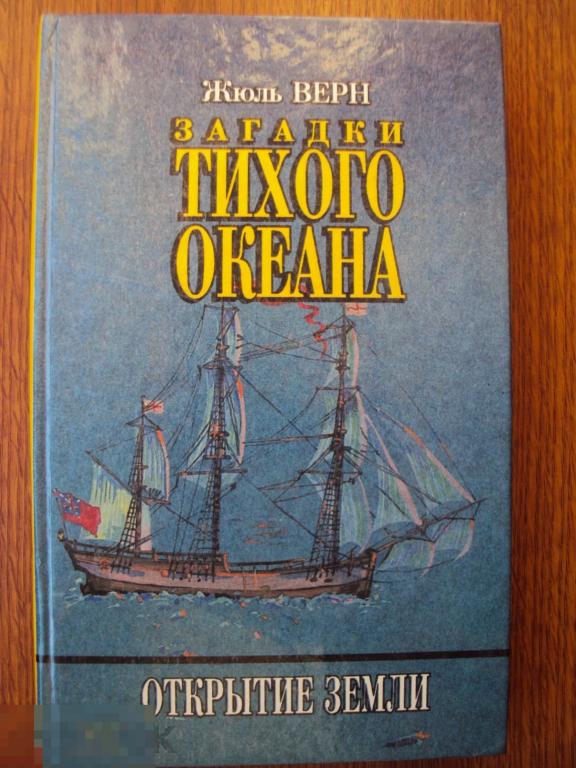 Жюль ВЕРН
ЗАГАДКИ
ТИХОГО
ОКЕАНА
ОТКРЫТИЕ ЗЕМЛИ